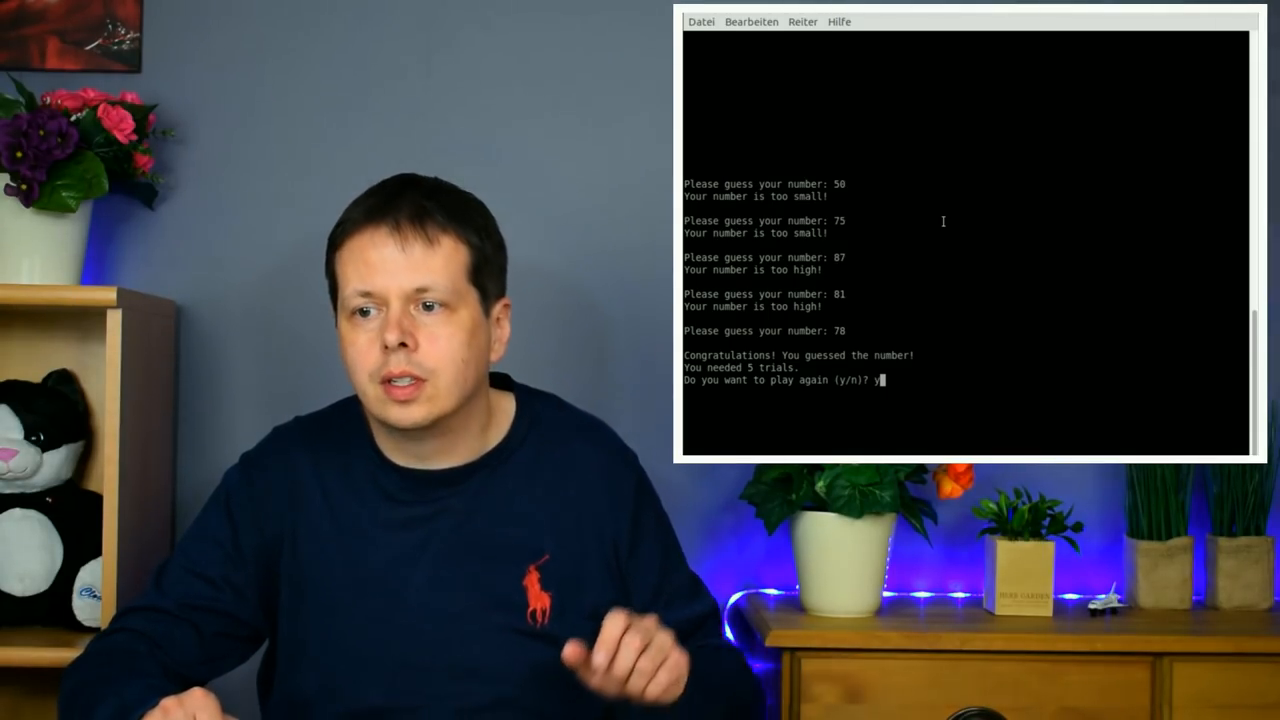 Datei Bearbeiten Reiter Hilfe
Please guess your number: 50
Your number is too small!
Please guess your number: 75
Your number is too small!
Please guess your number: 87
Your number is too high!
Please guess your number: 81
Your number is too high!
Please guess your number: 78
Congratulations! You guessed the number!
You needed 5 trials.
Do you want to play again (y/n)? y
HERB GARDEN